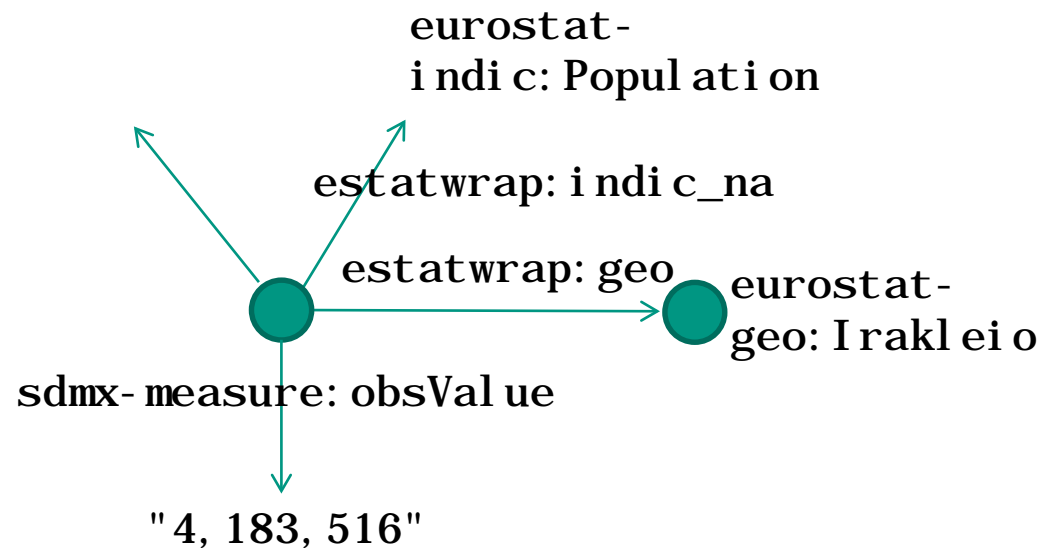 eurostat-
indic:Population
estatwrap:indic_na
estatwrap:geo
eurostat-
geo:Irakleio
sdmx-measure:obsValue
"4,183,516"